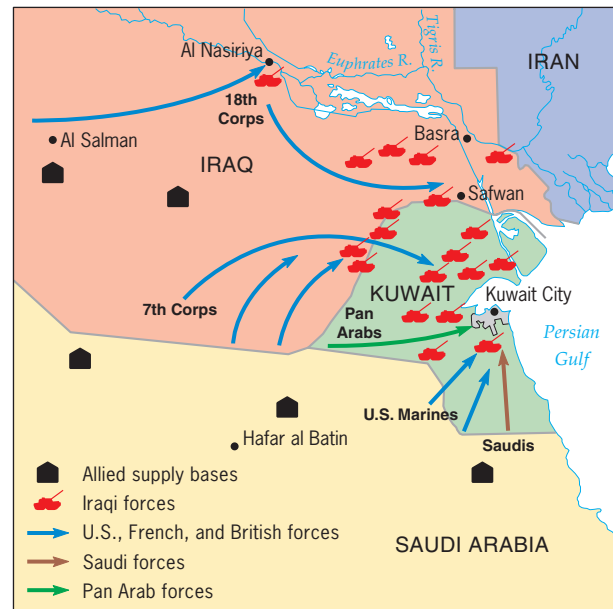 Al Nasiriya
Euphrates R.
Tigris R.
IRAN
18th
Corps
Al Salman
Basra
IRAQ
Safwan
7th Corps
KUWAIT
Kuwait City
Pan
Arabs
Persian
Gulf
U.S. Marines
Saudis
Hafar al Batin
SAUDI ARABIA
Allied supply bases
Iraqi forces
U.S., French, and British forces
Saudi forces
Pan Arab forces